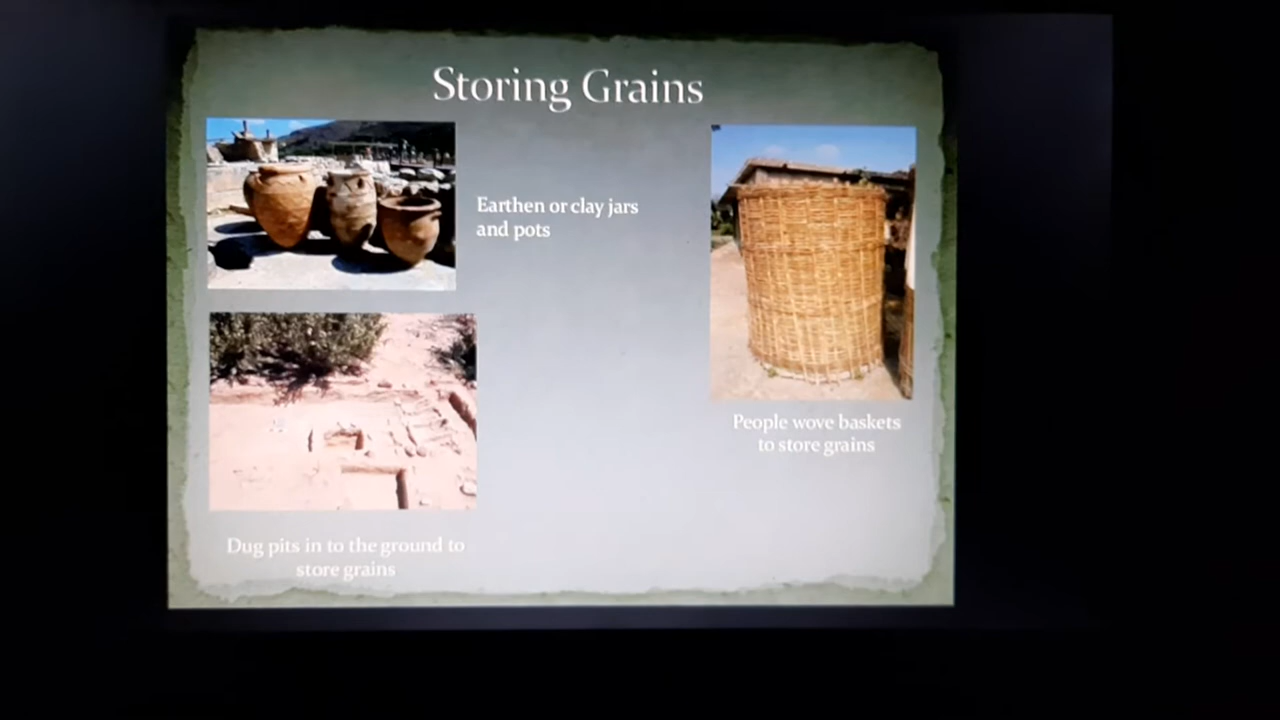 Storing Grains
Earthen or clay jars
and pots
People wove baskets
to store grains
Dug pits in to the ground to
store grains